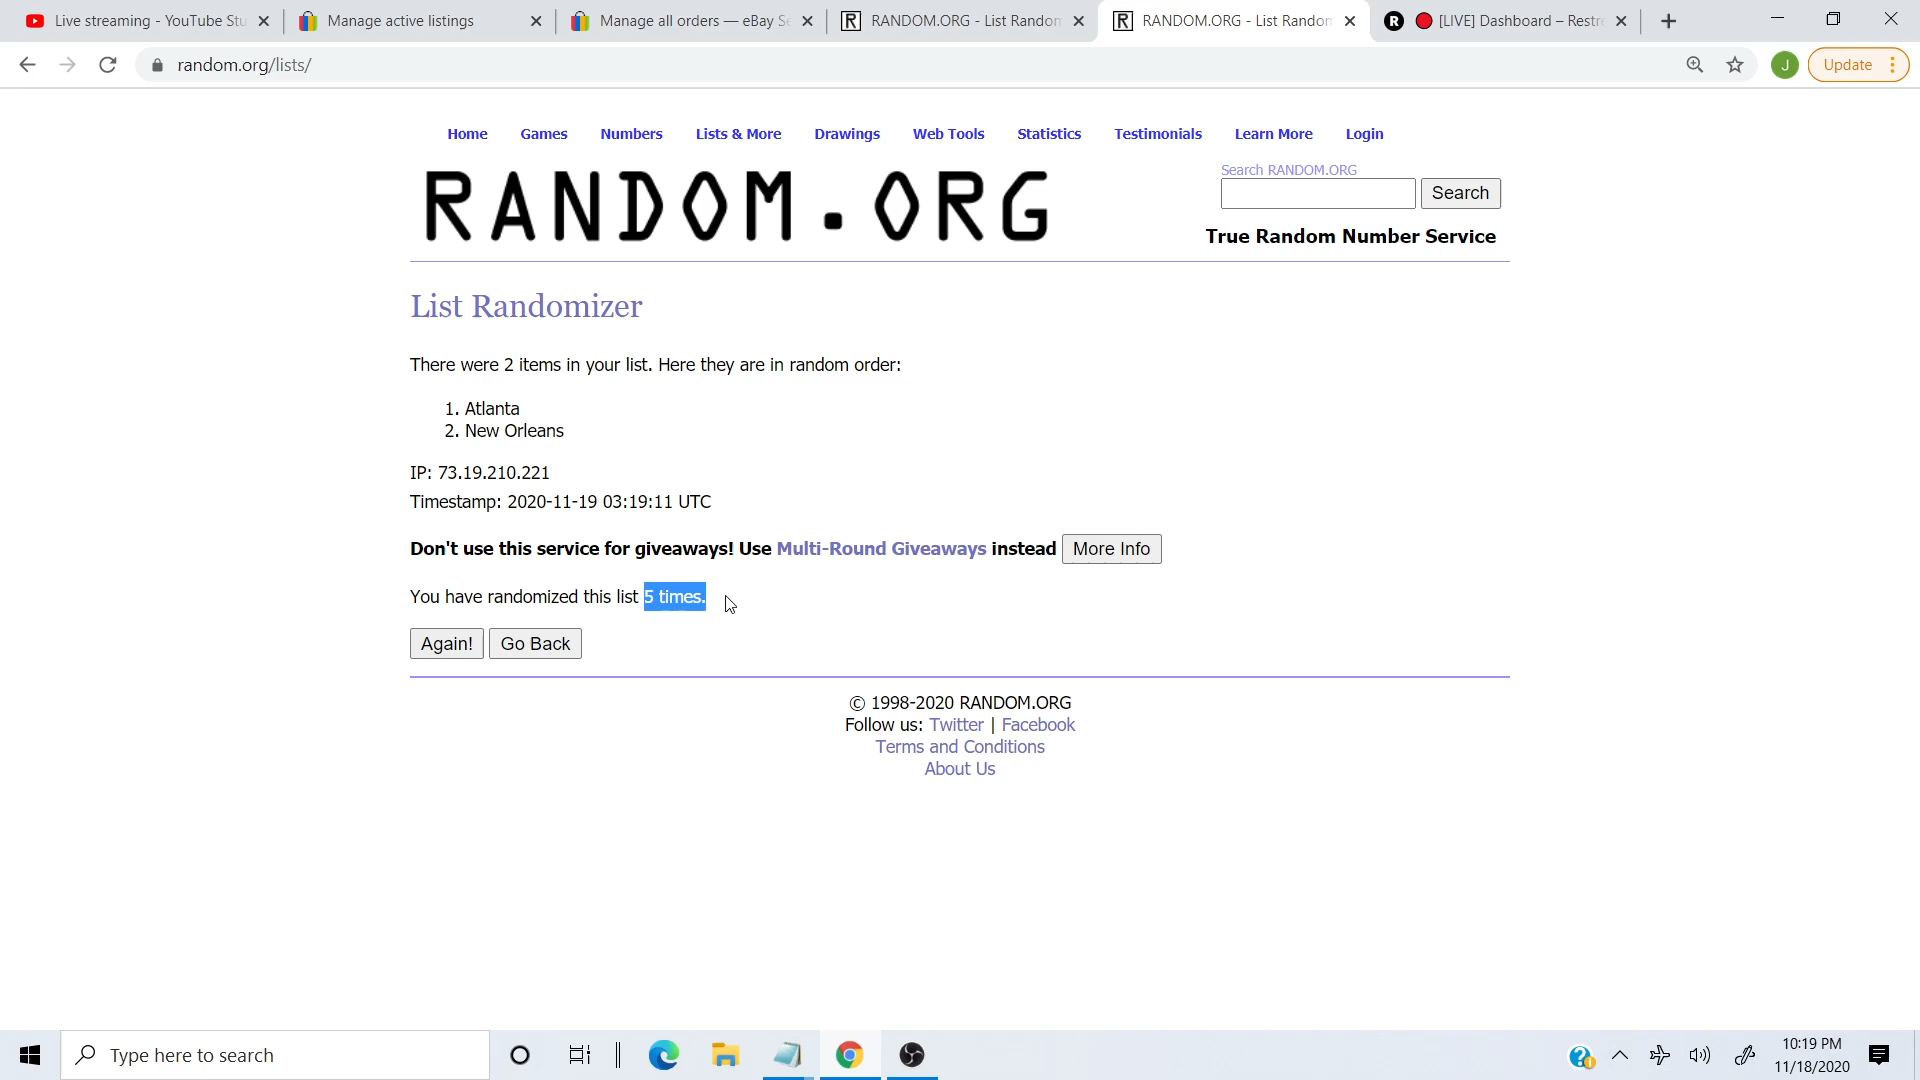 Live streaming - YouTube Stu
Manage active listings
Manage all orders — eBay Se
RANDOM.ORG - List Random
RANDOM.ORG - List Random
[LIVE] Dashboard – Restre
random.org/lists/
J
Update
Home Games Numbers Lists & More Drawings Web Tools Statistics Testimonials Learn More Login
RANDOM.ORG
Search RANDOM.ORG
Search
True Random Number Service
List Randomizer
There were 2 items in your list. Here they are in random order:
1. Atlanta
2. New Orleans
IP: 73.19.210.221
Timestamp: 2020-11-19 03:19:11 UTC
Don't use this service for giveaways! Use Multi-Round Giveaways instead More Info
You have randomized this list 5 times.
Again! Go Back
© 1998-2020 RANDOM.ORG
Follow us: Twitter | Facebook
Terms and Conditions
About Us
Type here to search
10:19 PM
11/18/2020